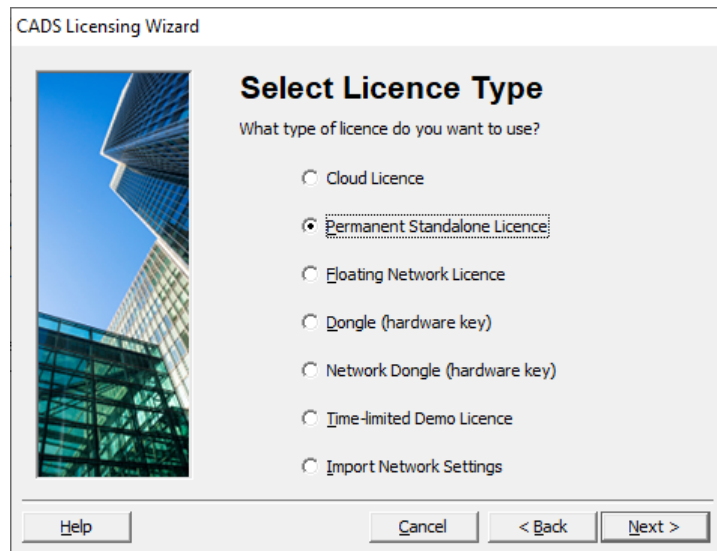 CADS Licensing Wizard
Select Licence Type
What type of licence do you want to use?
Cloud Licence
Permanent Standalone Licence
Floating Network Licence
Dongle (hardware key)
Network Dongle (hardware key)
Time-limited Demo Licence
Import Network Settings
Help
Cancel
< Back
Next >